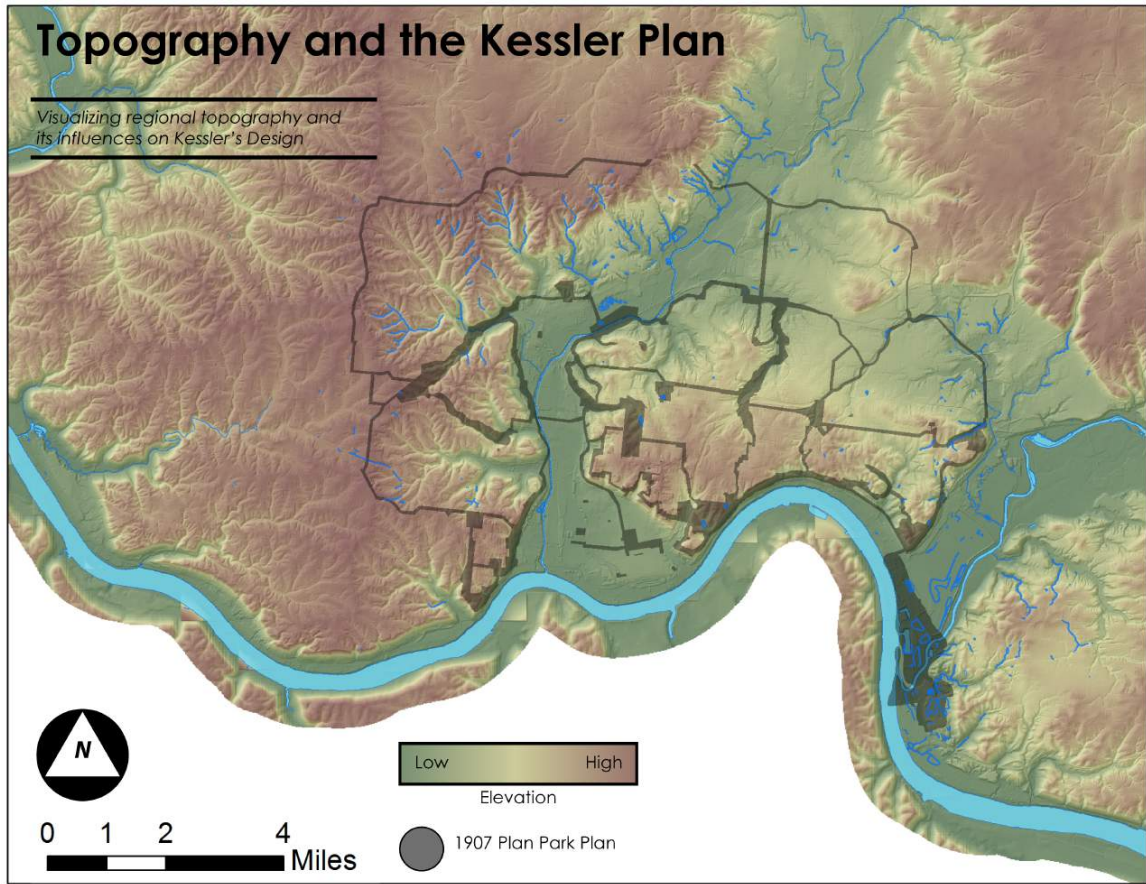 Topography and the Kessler Plan
Visualizing regional topography and
its influences on Kessler's Design
N
Low High
Elevation
1907 Plan Park Plan
0 1 2 4
Miles